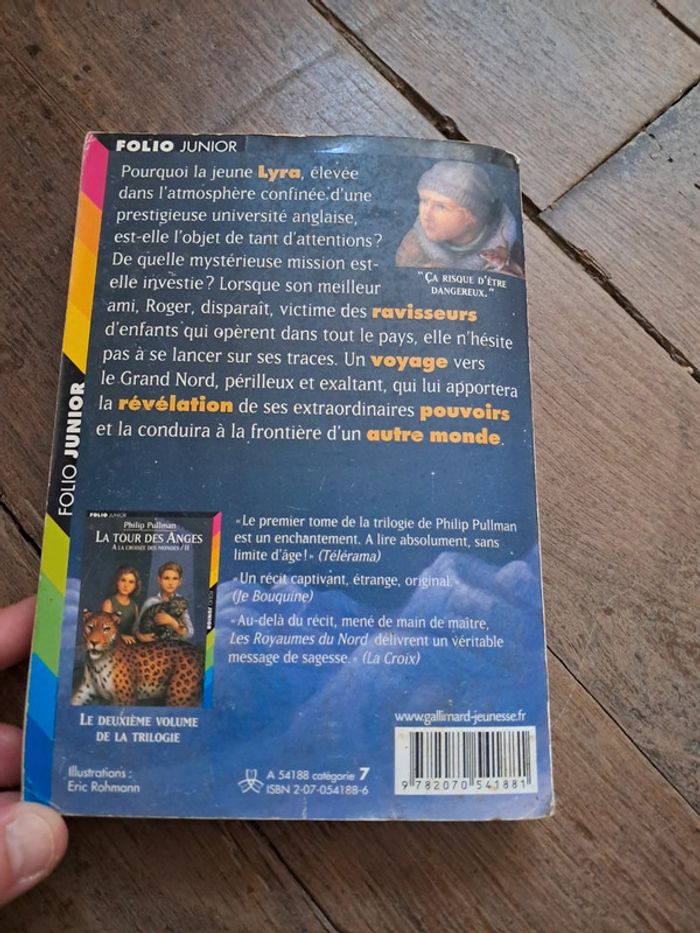 FOLIO JUNIOR
Pourquoi la jeune Lyra, élevée
dans l'atmosphère confinée d'une
prestigieuse université anglaise,
est-elle l'objet de tant d'attentions ?
De quelle mystérieuse mission est-
elle investie ? Lorsque son meilleur
ami, Roger, disparaît, victime des ravisseurs
d'enfants qui opèrent dans tout le pays, elle n'hésite
pas à se lancer sur ses traces. Un voyage vers
le Grand Nord, périlleux et exaltant, qui lui apportera
la révélation de ses extraordinaires pouvoirs
et la conduira à la frontière d'un autre monde.
"ÇA RISQUE D'ÊTRE
DANGEREUX."
FOLIO JUNIOR
FOLIO JUNIOR
Philip Pullman
LA TOUR DES ANGES
A LA CROISÉE DES MONDES / II
FOLIO JUNIOR
LE DEUXIÈME VOLUME
DE LA TRILOGIE
«Le premier tome de la trilogie de Philip Pullman
est un enchantement. A lire absolument, sans
limite d'âge!» (Télérama)
«Un récit captivant, étrange, original.»
(Je Bouquine)
«Au-delà du récit, mené de main de maître,
Les Royaumes du Nord délivrent un véritable
message de sagesse.» (La Croix)
www.gallimard-jeunesse.fr
Illustrations :
Eric Rohmann
A 54188 catégorie 7
ISBN 2-07-054188-6
9 782070 541881